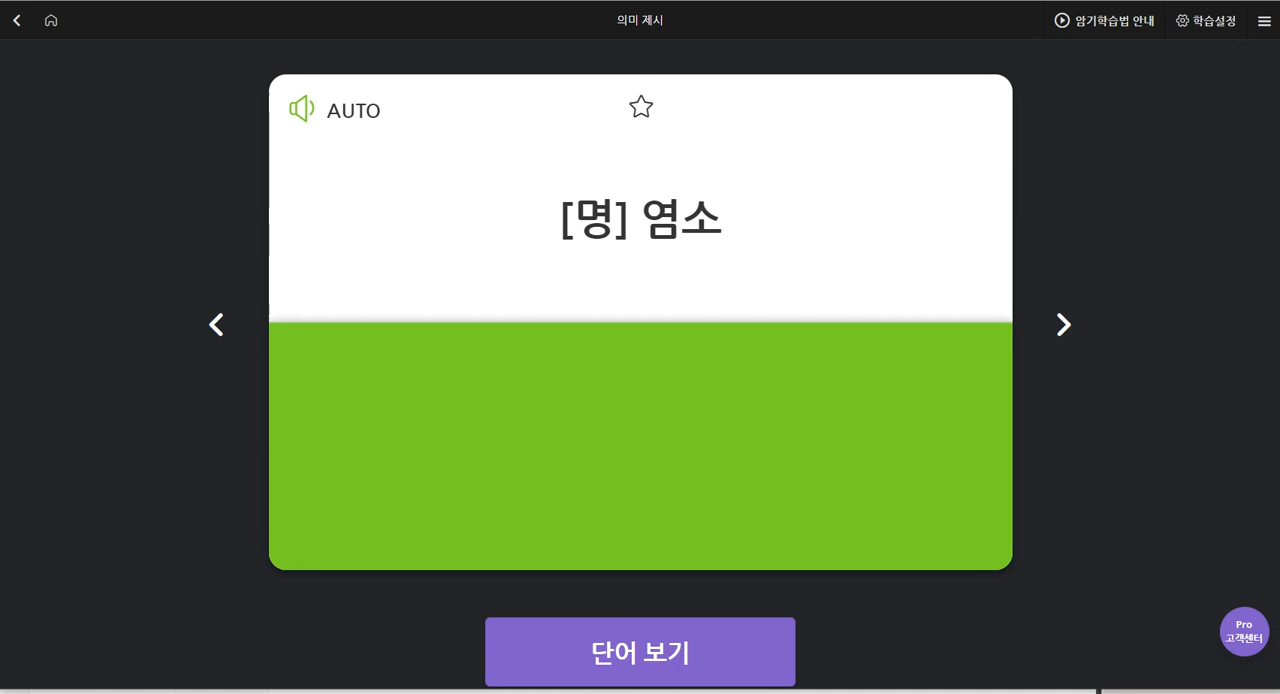 의미 제시
암기학습법 안내
학습설정
AUTO
[명] 염소
단어 보기
Pro
고객센터